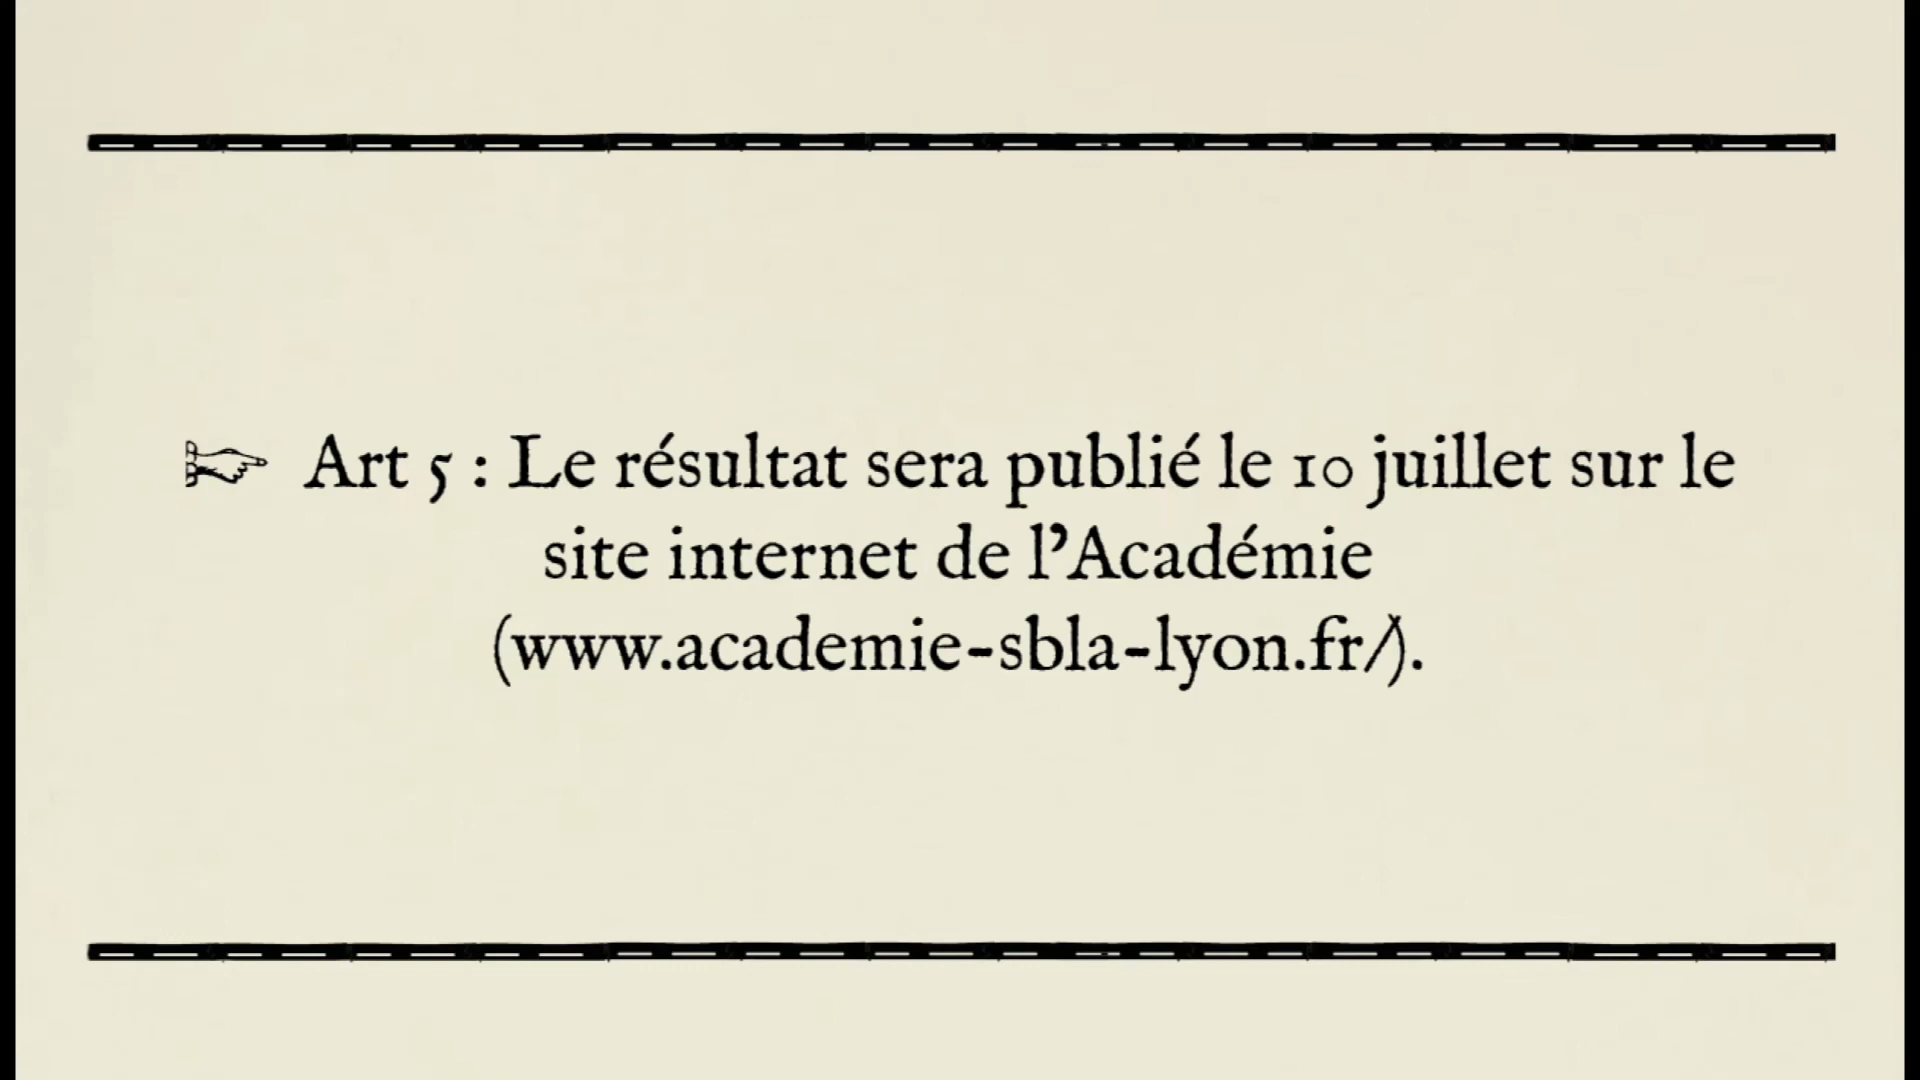 ☞ Art 5 : Le résultat sera publié le 10 juillet sur le
site internet de l’Académie
(www.academie-sbla-lyon.fr/).